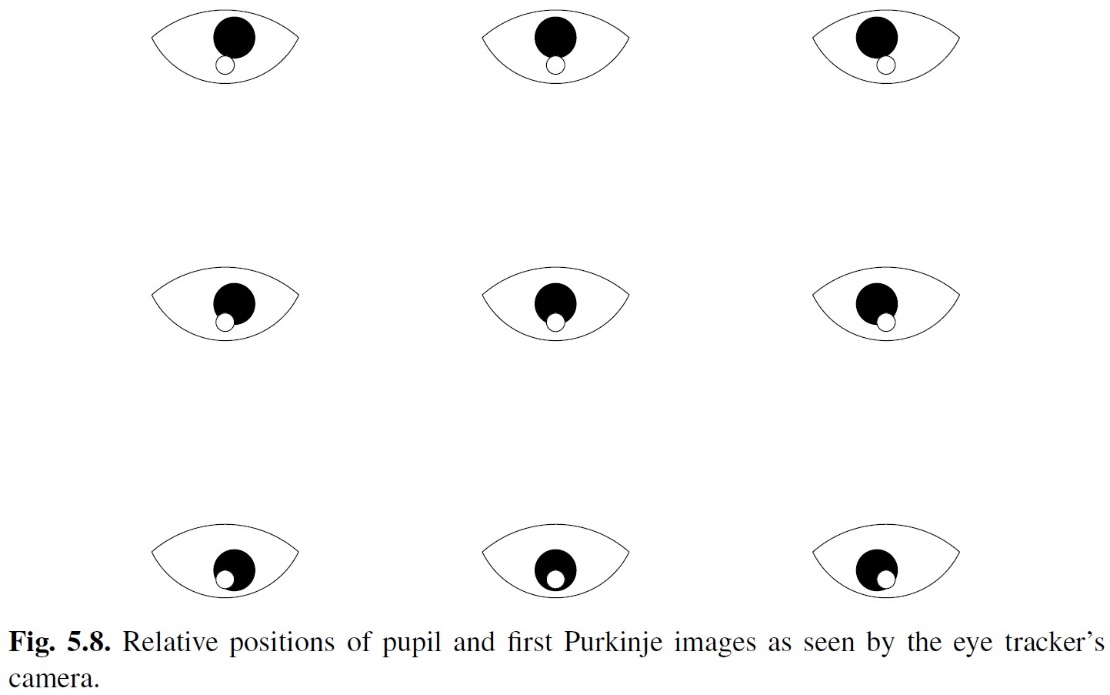 Fig. 5.8. Relative positions of pupil and first Purkinje images as seen by the eye tracker's
camera.